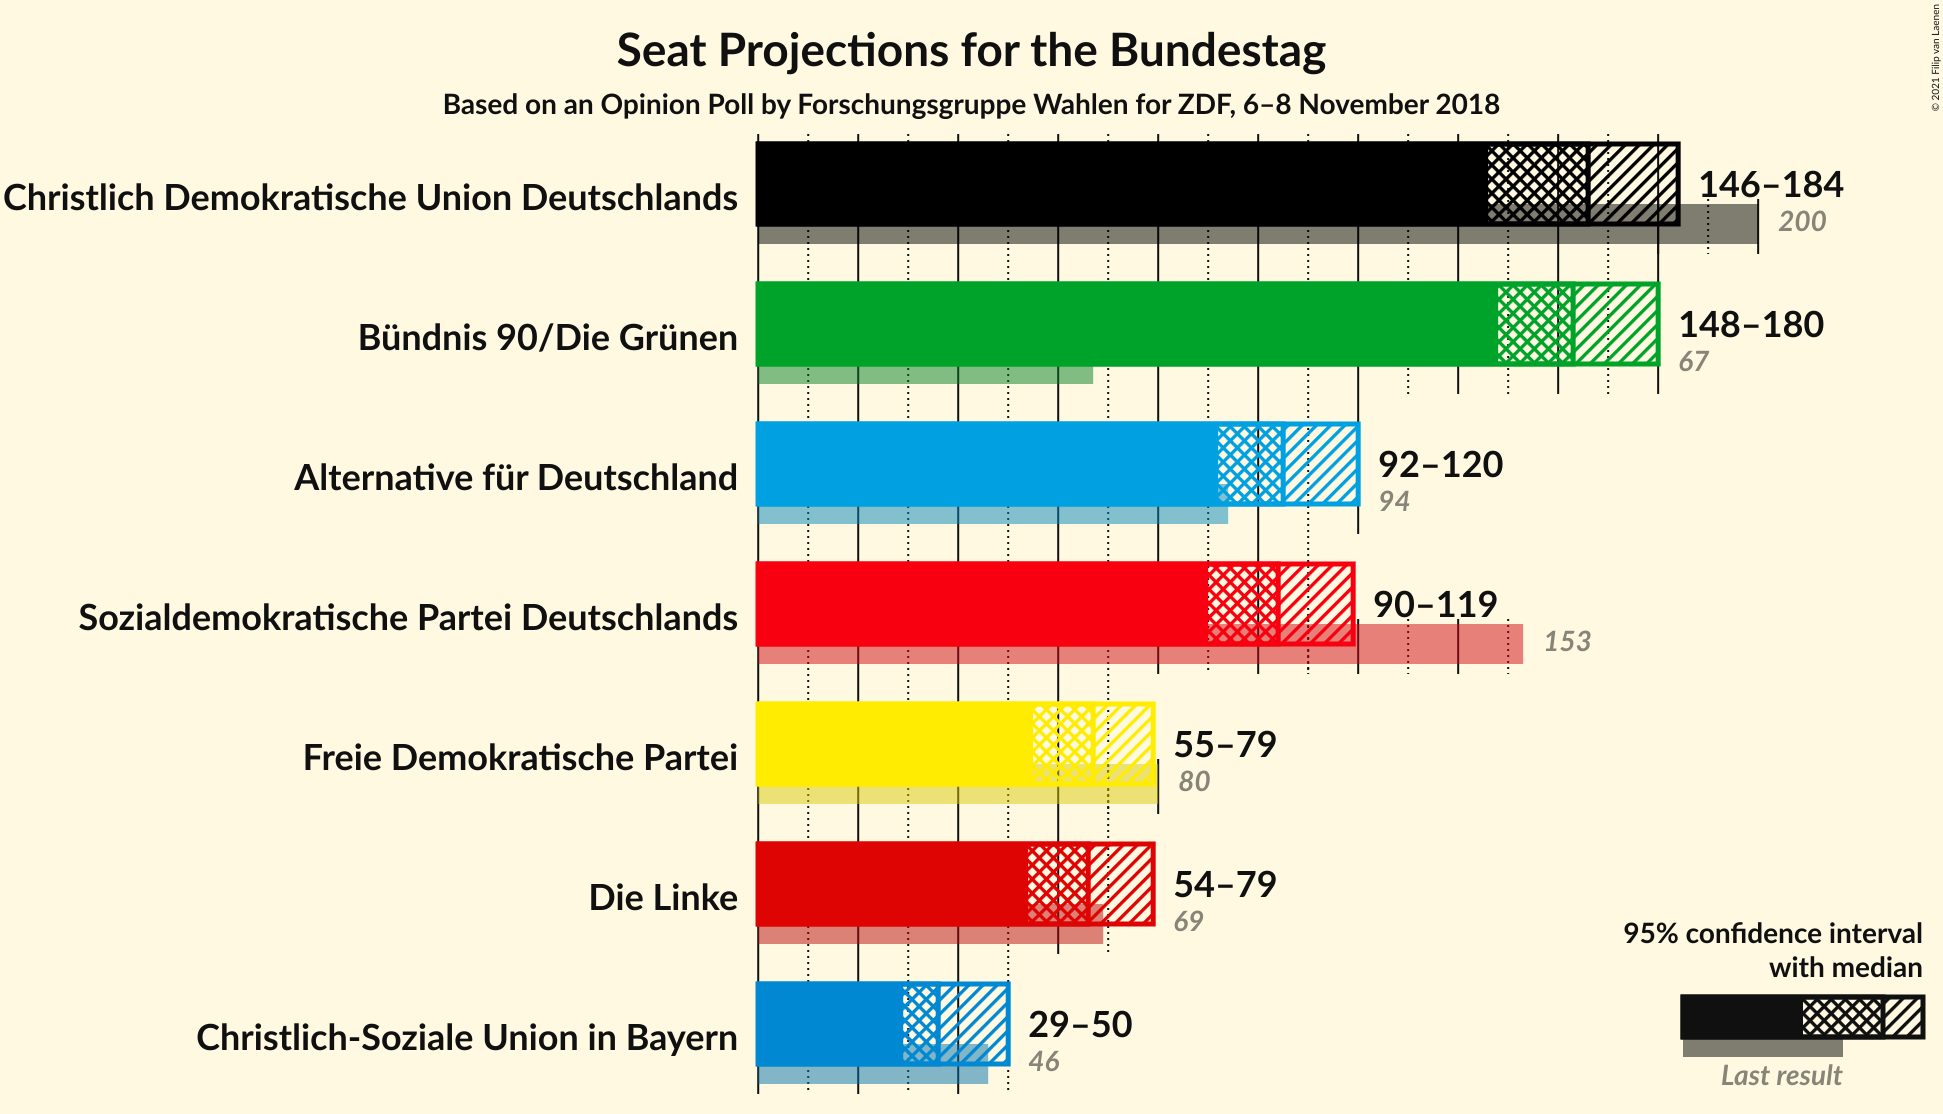 Seat Projections for the Bundestag
Based on an Opinion Poll by Forschungsgruppe Wahlen for ZDF, 6–8 November 2018
© 2021 Filip van Laenen
Christlich Demokratische Union Deutschlands
146–184
200
Bündnis 90/Die Grünen
148–180
67
Alternative für Deutschland
92–120
94
Sozialdemokratische Partei Deutschlands
90–119
153
Freie Demokratische Partei
55–79
80
Die Linke
54–79
69
Christlich-Soziale Union in Bayern
29–50
46
95% confidence interval
with median
Last result